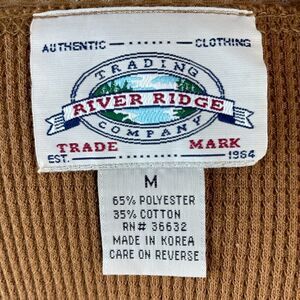 AUTHENTIC CLOTHING
TRADING
RIVER RIDGE
COMPANY
TRADE MARK
EST. 1964
M
65% POLYESTER
35% COTTON
RN# 36632
MADE IN KOREA
CARE ON REVERSE